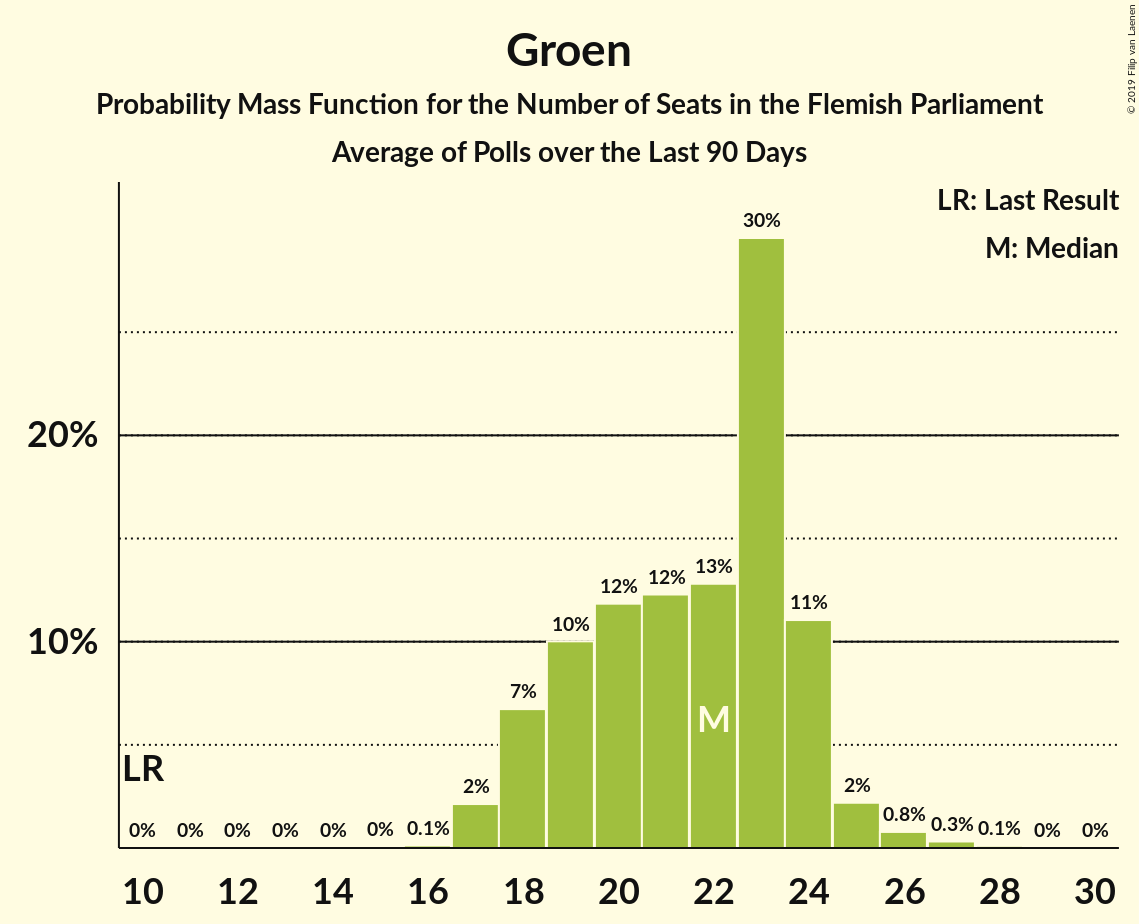 Groen
Probability Mass Function for the Number of Seats in the Flemish Parliament
Average of Polls over the Last 90 Days
© 2019 Filip van Laenen
LR: Last Result
M: Median
20%
10%
LR
M
0%
0%
0%
0%
0%
0%
0.1%
2%
7%
10%
12%
12%
13%
30%
11%
2%
0.8%
0.3%
0.1%
0%
0%
10 12 14 16 18 20 22 24 26 28 30